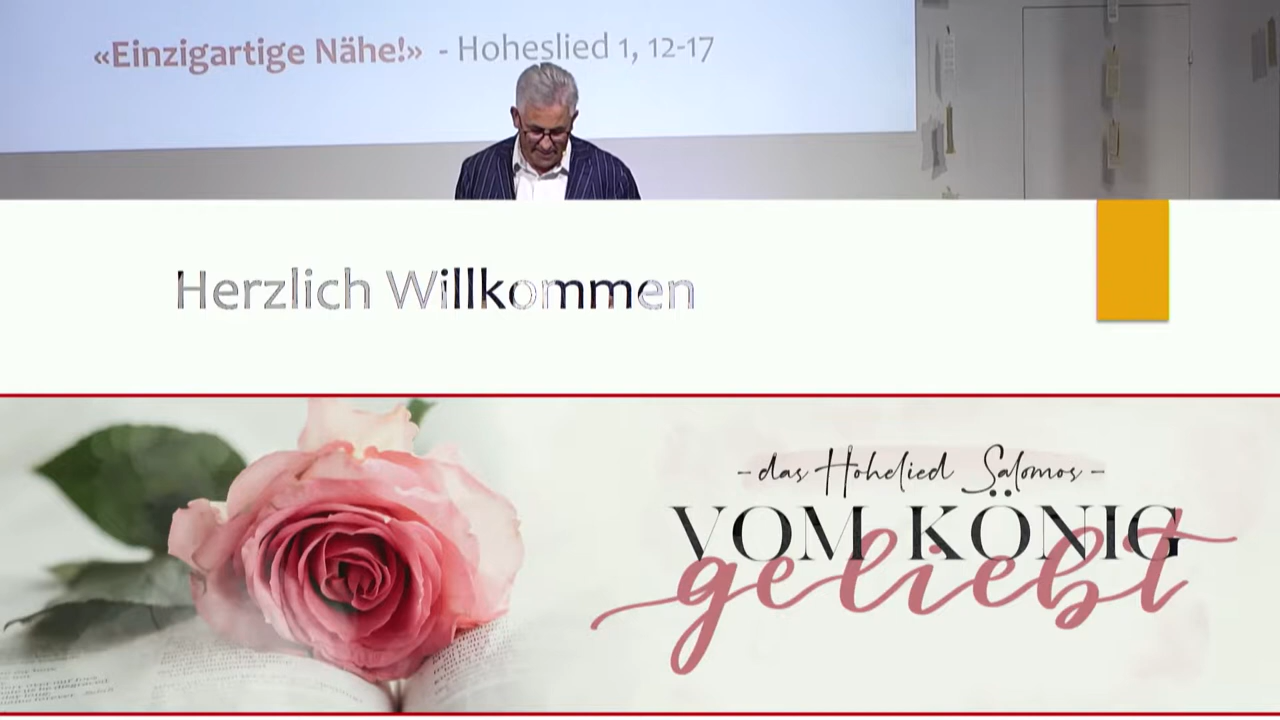 «Einzigartige Nähe!» - Hoheslied 1, 12-17
Herzlich Willkommen
- das Hohelied Salomos -
VOM KÖNIG
geliebt